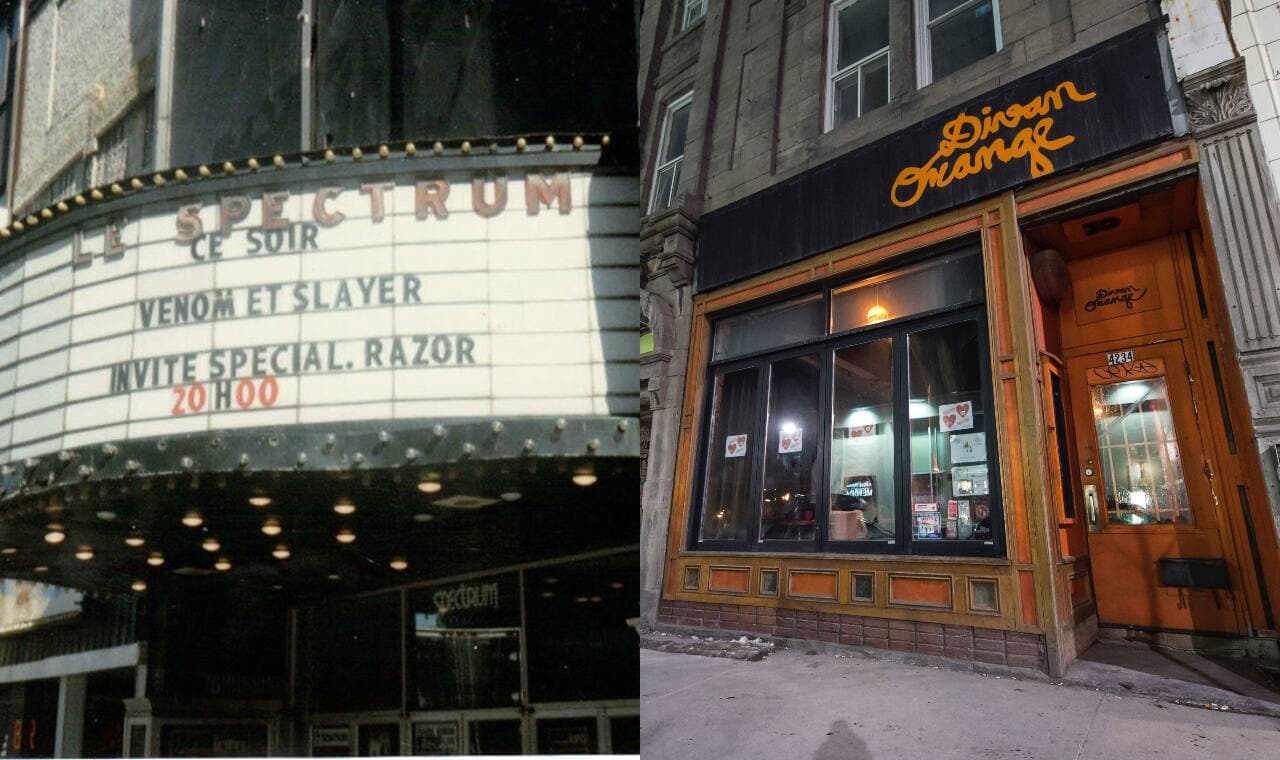 LE SPECTRUM
CE SOIR
VENOM ET SLAYER
INVITE SPECIAL. RAZOR
20H00
spectrum
Divan
Orange
Divan
Orange
4234